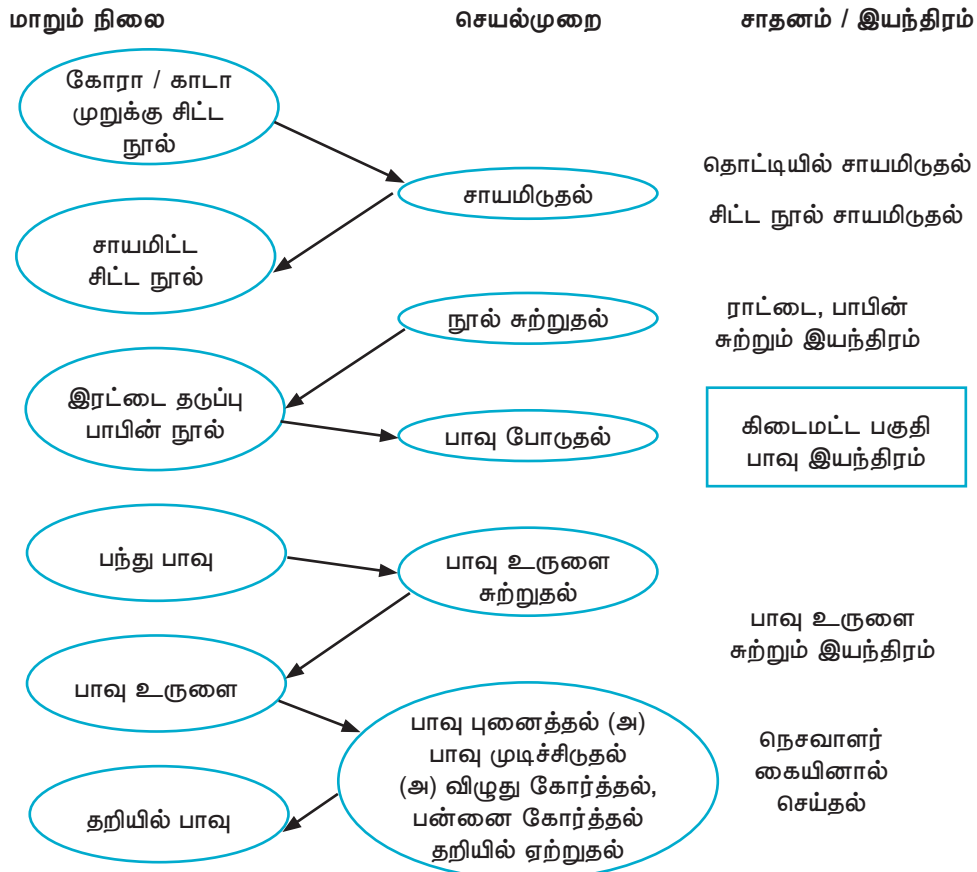 மாறும் நிலை
செயல்முறை
சாதனம் / இயந்திரம்
கோரா / காடா
முறுக்கு சிட்ட
நூல்
சாயமிடுதல்
தொட்டியில் சாயமிடுதல்
சிட்ட நூல் சாயமிடுதல்
சாயமிட்ட
சிட்ட நூல்
நூல் சுற்றுதல்
ராட்டை, பாபின்
சுற்றும் இயந்திரம்
இரட்டை தடுப்பு
பாபின் நூல்
பாவு போடுதல்
கிடைமட்ட பகுதி
பாவு இயந்திரம்
பந்து பாவு
பாவு உருளை
சுற்றுதல்
பாவு உருளை
சுற்றும் இயந்திரம்
பாவு உருளை
பாவு புனைத்தல் (அ)
பாவு முடிச்சிடுதல்
(அ) விழுது கோர்த்தல்,
பன்னை கோர்த்தல்
தறியில் ஏற்றுதல்
நெசவாளர்
கையினால்
செய்தல்
தறியில் பாவு